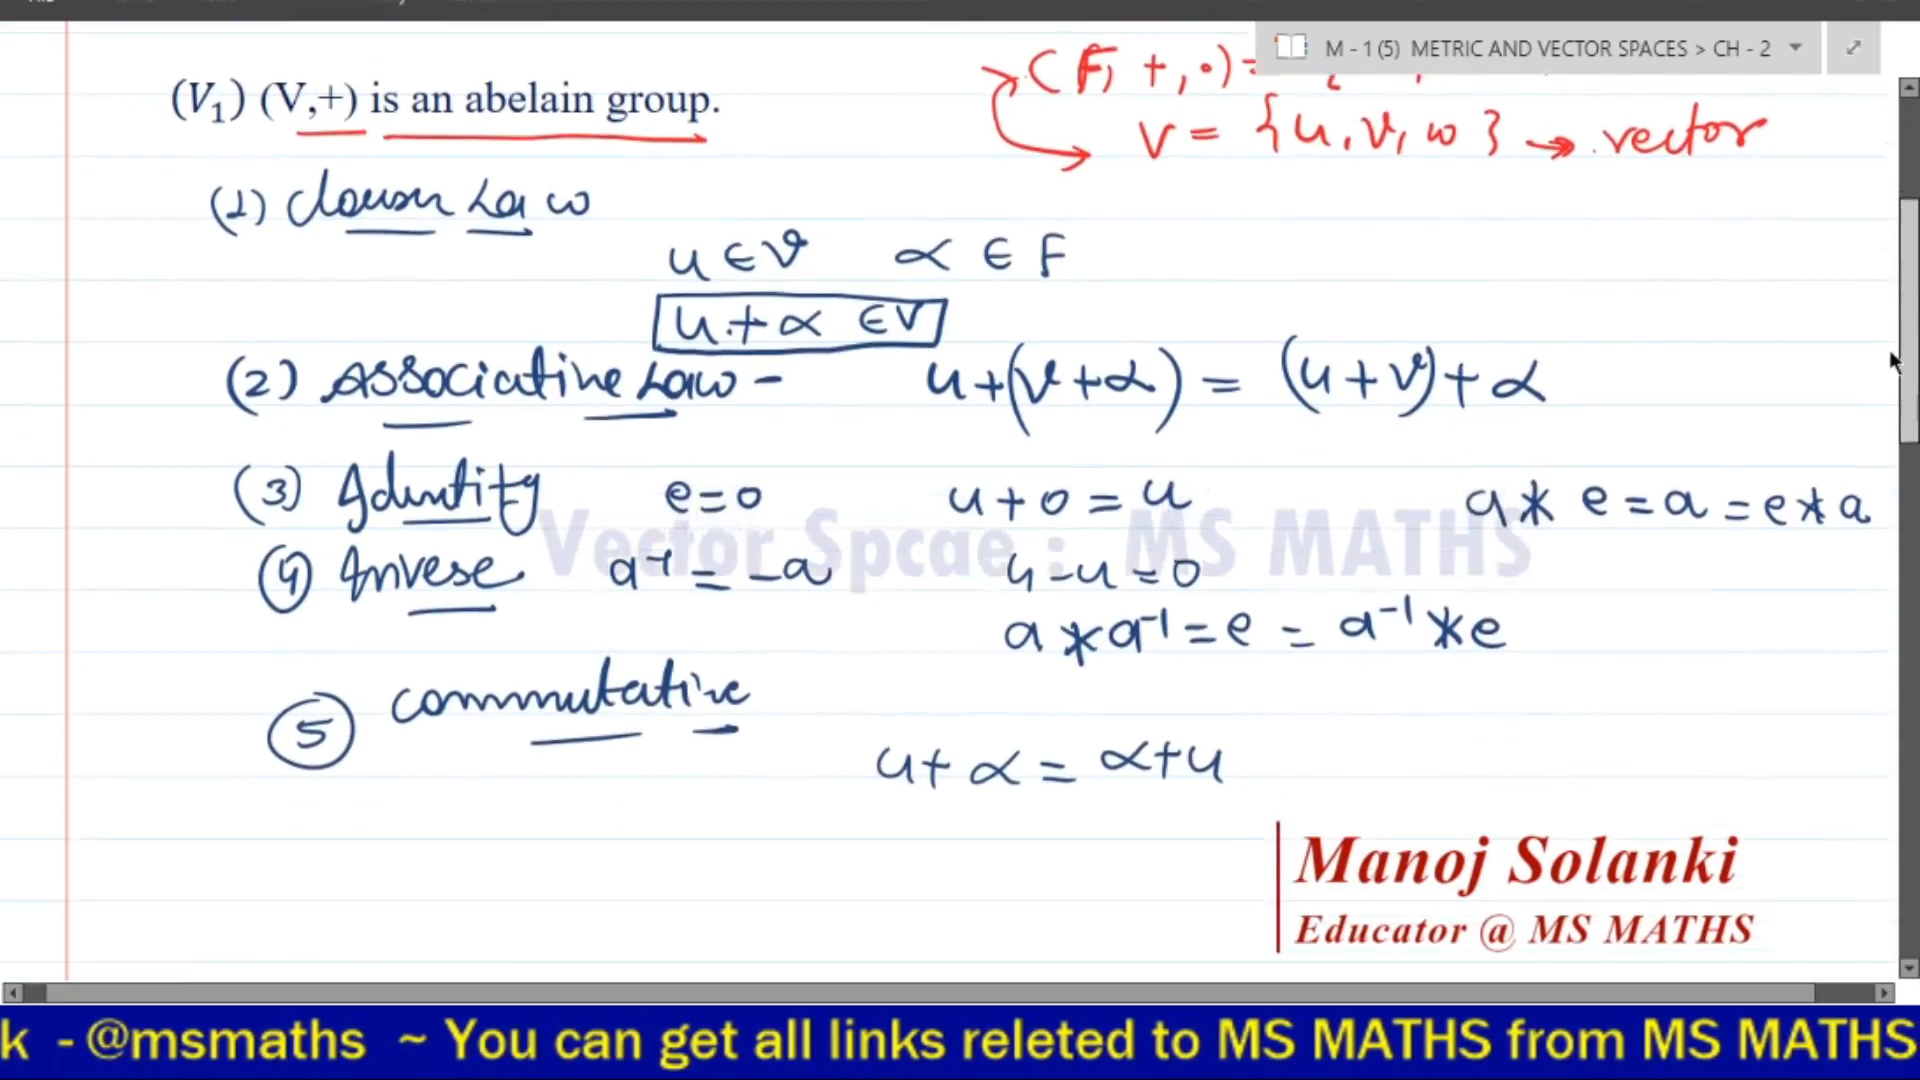 M - 1 (5) METRIC AND VECTOR SPACES > CH - 2
(F, +, ·) =
(V₁) (V,+) is an abelain group.
V = {u, v, w} → vector
(1) Clousur Law
u ∈ v α ∈ F
u + α ∈ V
(2) Associative Law - u + (v + α) = (u + v) + α
(3) Identity e = 0 u + 0 = u a * e = a = e * a
Vector Spcae : MS MATHS
(4) Invese a⁻¹ = -a u - u = 0
a * a⁻¹ = e = a⁻¹ * e
(5) commutative
u + α = α + u
Manoj Solanki
Educator @ MS MATHS
k - @msmaths ~ You can get all links releted to MS MATHS from MS MATHS